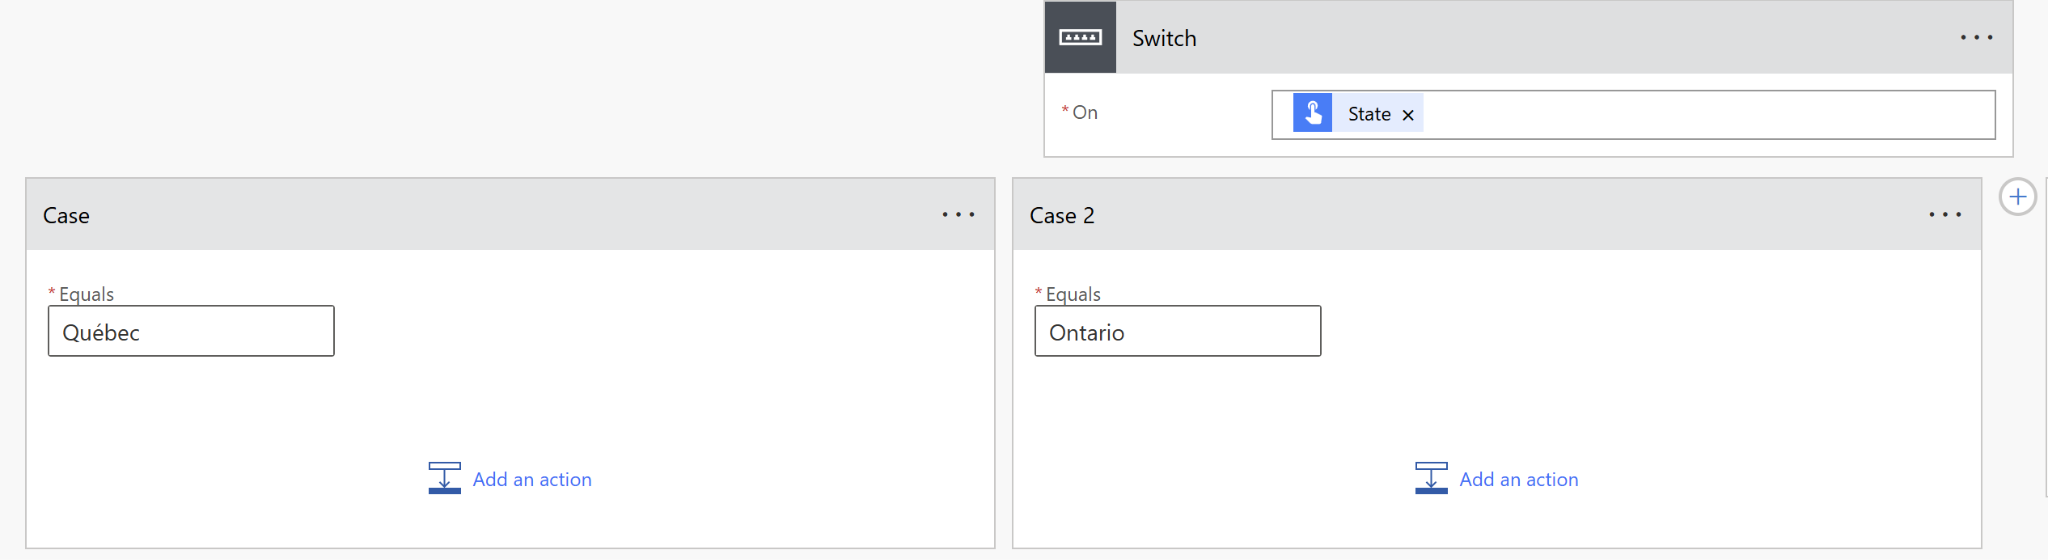 Switch
* On
State
Case
Case 2
* Equals
Québec
* Equals
Ontario
Add an action
Add an action